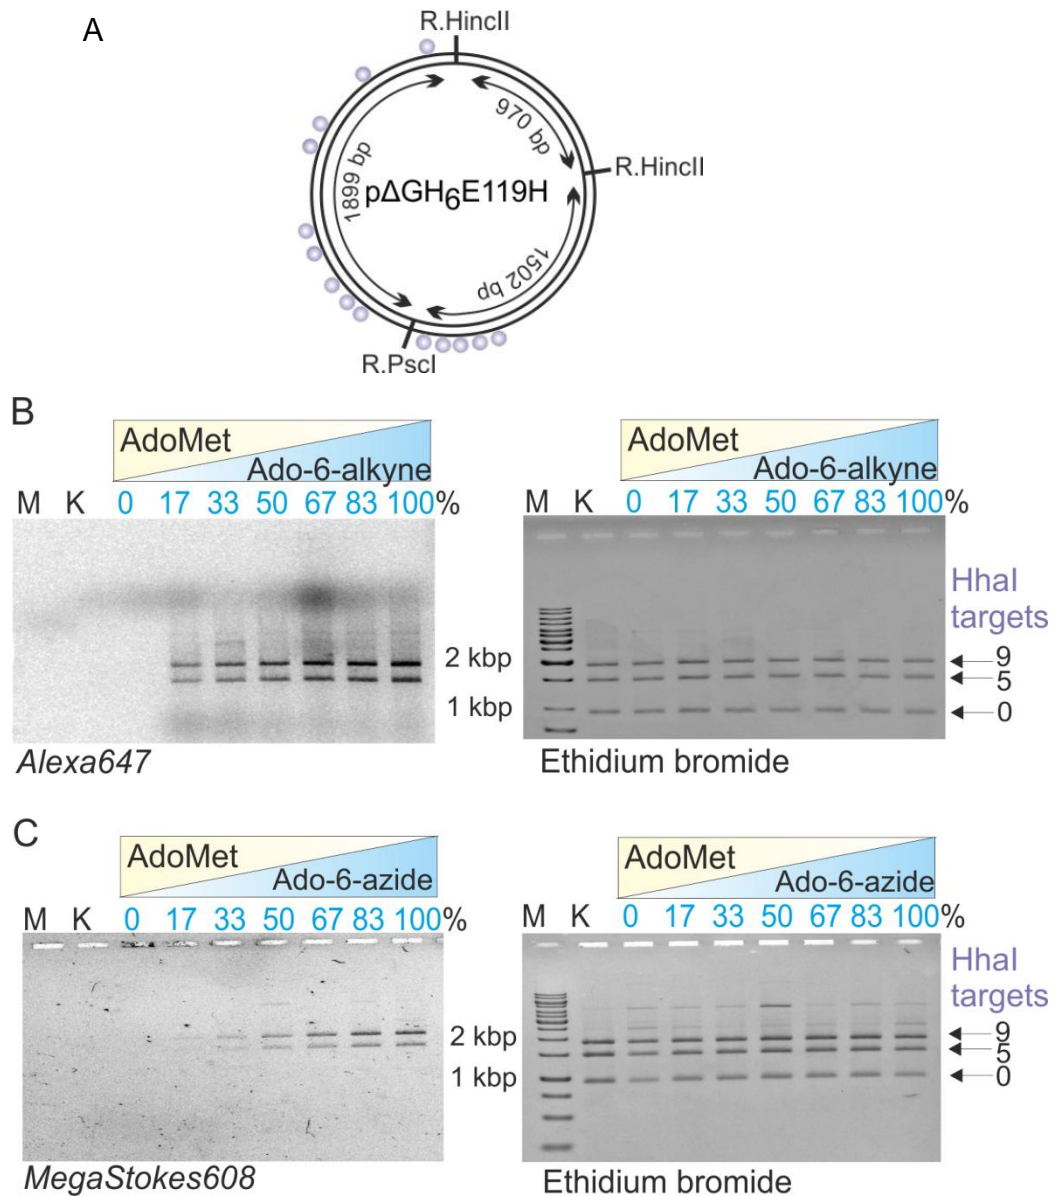 A
R.HincII
970 bp
R.HincII
1899 bp
pΔGH6E119H
1502 bp
R.PscI
B
AdoMet
Ado-6-alkyne
M K 0 17 33 50 67 83 100%
2 kbp
1 kbp
Alexa647
AdoMet
Ado-6-alkyne
M K 0 17 33 50 67 83 100%
HhaI
targets
9
5
0
Ethidium bromide
C
AdoMet
Ado-6-azide
M K 0 17 33 50 67 83 100%
2 kbp
1 kbp
MegaStokes608
AdoMet
Ado-6-azide
M K 0 17 33 50 67 83 100%
HhaI
targets
9
5
0
Ethidium bromide